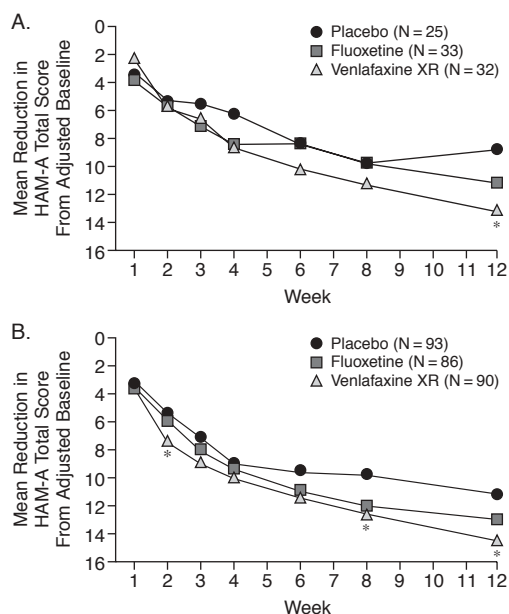 A.
0
2
4
6
8
10
12
14
16
Mean Reduction in
HAM-A Total Score
From Adjusted Baseline
Placebo (N = 25)
Fluoxetine (N = 33)
Venlafaxine XR (N = 32)
*
1 2 3 4 5 6 7 8 9 10 11 12
Week
B.
0
2
4
6
8
10
12
14
16
Mean Reduction in
HAM-A Total Score
From Adjusted Baseline
Placebo (N = 93)
Fluoxetine (N = 86)
Venlafaxine XR (N = 90)
*
*
*
1 2 3 4 5 6 7 8 9 10 11 12
Week